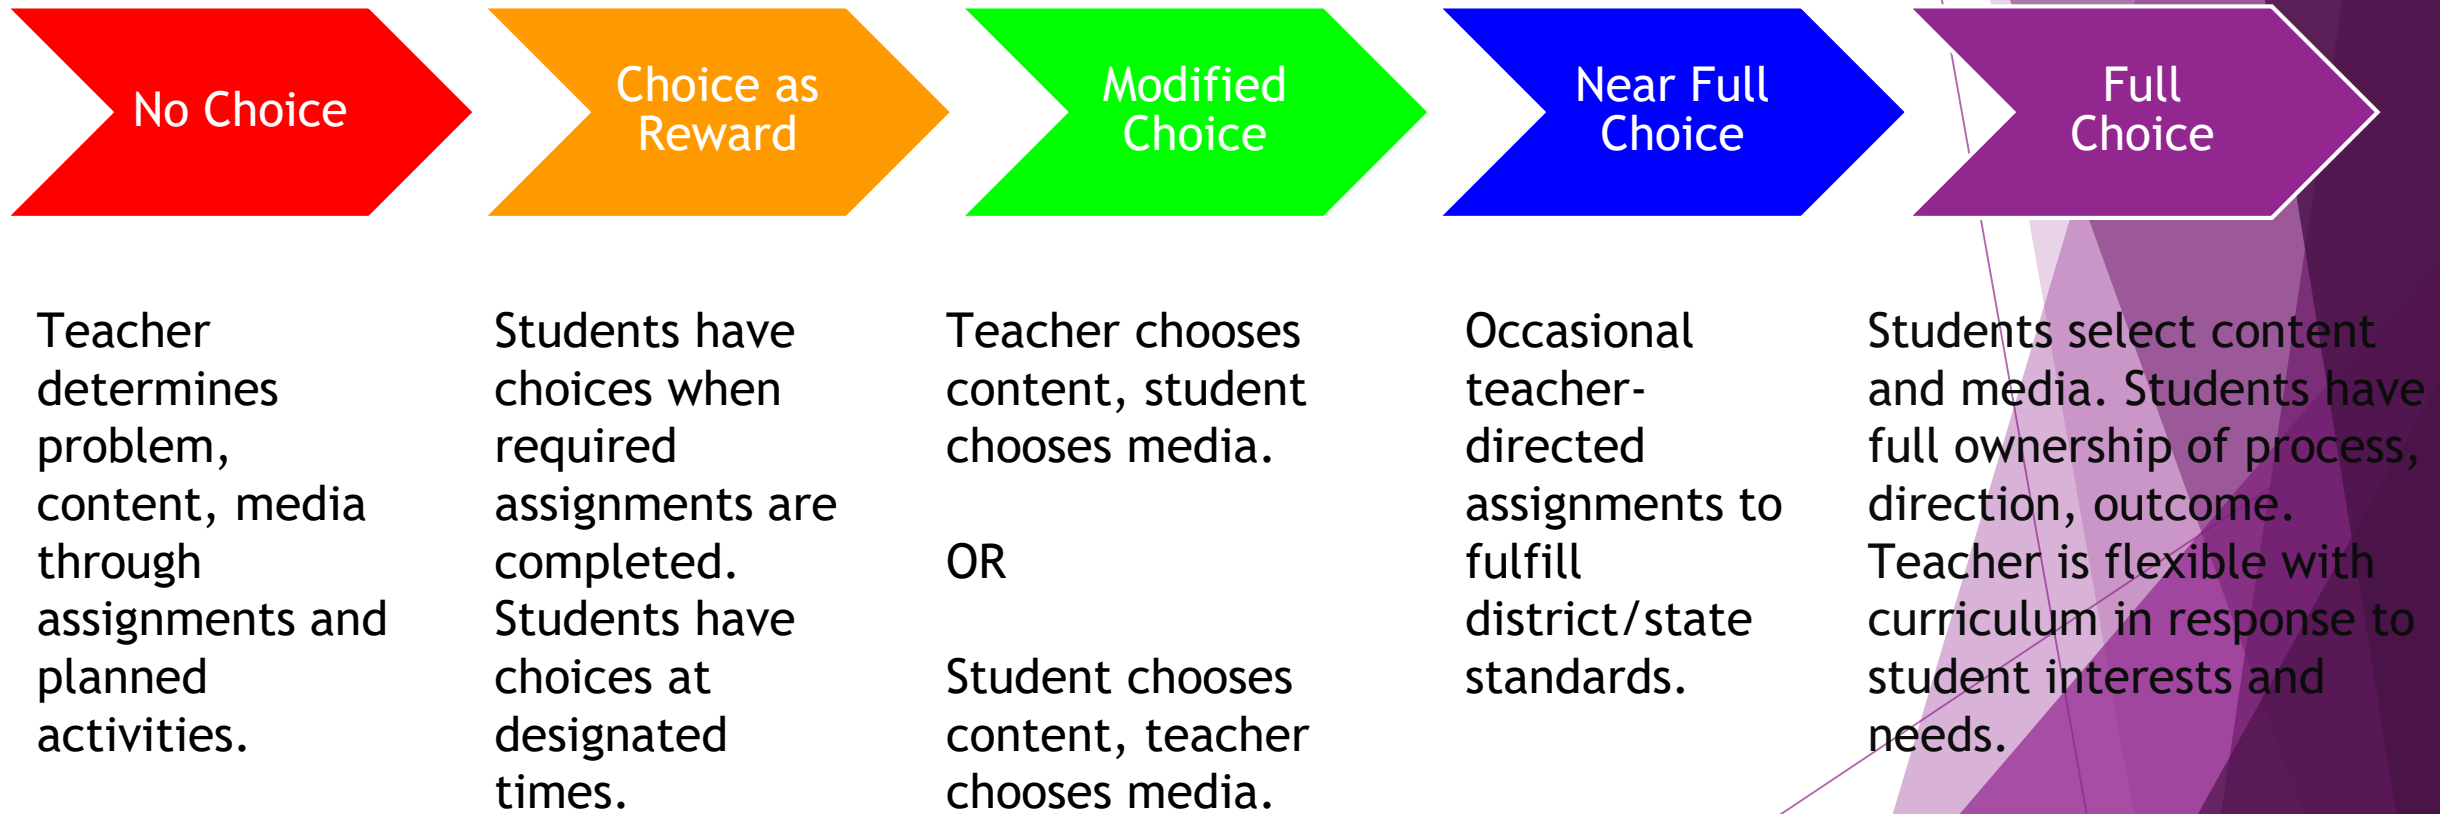 No Choice
Choice as
Reward
Modified
Choice
Near Full
Choice
Full
Choice
Teacher
determines
problem,
content, media
through
assignments and
planned
activities.
Students have
choices when
required
assignments are
completed.
Students have
choices at
designated
times.
Teacher chooses
content, student
chooses media.
OR
Student chooses
content, teacher
chooses media.
Occasional
teacher-
directed
assignments to
fulfill
district/state
standards.
Students select content
and media. Students have
full ownership of process,
direction, outcome.
Teacher is flexible with
curriculum in response to
student interests and
needs.